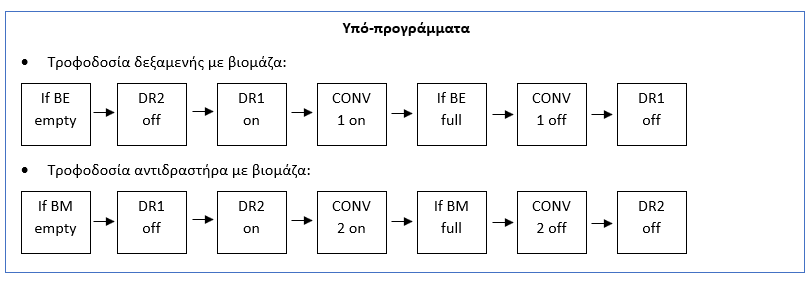 Υπό-προγράμματα
• Τροφοδοσία δεξαμενής με βιομάζα:
If BE empty
DR2 off
DR1 on
CONV 1 on
If BE full
CONV 1 off
DR1 off
• Τροφοδοσία αντιδραστήρα με βιομάζα:
If BM empty
DR1 off
DR2 on
CONV 2 on
If BM full
CONV 2 off
DR2 off